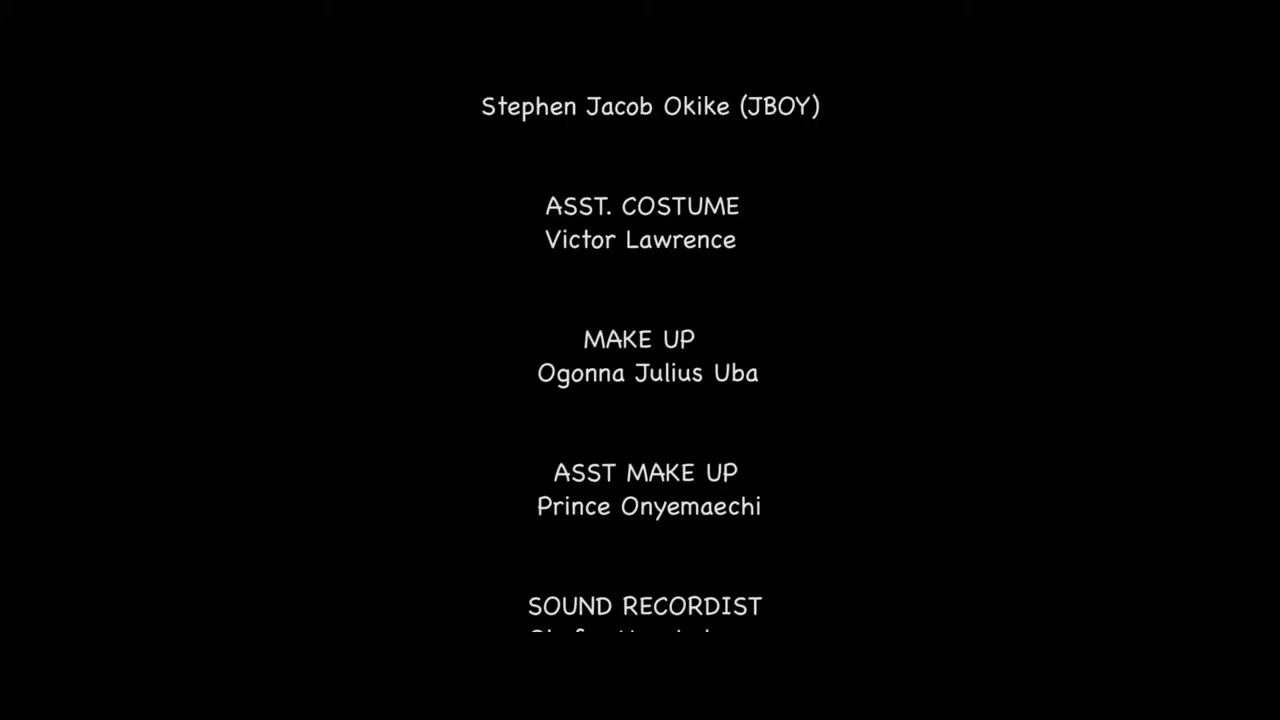 Stephen Jacob Okike (JBOY)
ASST. COSTUME
Victor Lawrence
MAKE UP
Ogonna Julius Uba
ASST MAKE UP
Prince Onyemaechi
SOUND RECORDIST